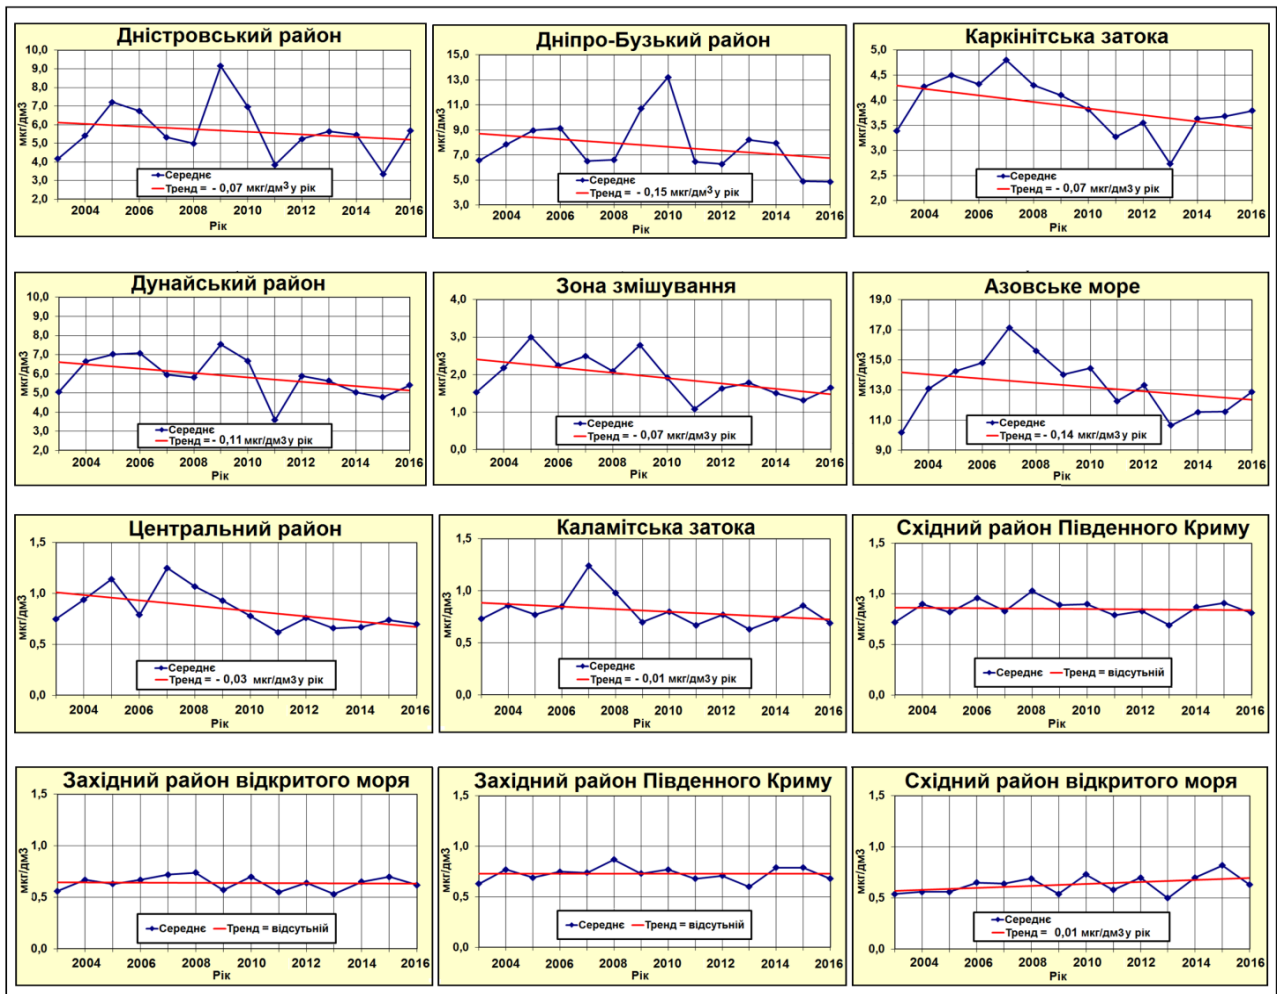 Дністровський район
10,0
9,0
8,0
7,0
6,0
5,0
4,0
3,0
2,0
мкг/дм3
Середнє
Тренд = - 0,07 мкг/дм³ у рік
2004 2006 2008 2010 2012 2014 2016
Рік
Дніпро-Бузький район
15,0
13,0
11,0
9,0
7,0
5,0
3,0
мкг/дм3
Середнє
Тренд = - 0,15 мкг/дм³ у рік
2004 2006 2008 2010 2012 2014 2016
Рік
Каркінітська затока
5,0
4,5
4,0
3,5
3,0
2,5
2,0
мкг/дм3
Середнє
Тренд = - 0,07 мкг/дм3 у рік
2004 2006 2008 2010 2012 2014 2016
Рік
Дунайський район
10,0
9,0
8,0
7,0
6,0
5,0
4,0
3,0
2,0
мкг/дм3
Середнє
Тренд = - 0,11 мкг/дм3 у рік
2004 2006 2008 2010 2012 2014 2016
Рік
Зона змішування
4,0
3,0
2,0
1,0
0,0
мкг/дм3
Середнє
Тренд = - 0,07 мкг/дм3 у рік
2004 2006 2008 2010 2012 2014 2016
Рік
Азовське море
19,0
17,0
15,0
13,0
11,0
9,0
мкг/дм3
Середнє
Тренд = - 0,14 мкг/дм3 у рік
2004 2006 2008 2010 2012 2014 2016
Рік
Центральний район
1,5
1,0
0,5
0,0
мкг/дм3
Середнє
Тренд = - 0,03 мкг/дм3 у рік
2004 2006 2008 2010 2012 2014 2016
Рік
Каламітська затока
1,5
1,0
0,5
0,0
мкг/дм3
Середнє
Тренд = - 0,01 мкг/дм3 у рік
2004 2006 2008 2010 2012 2014 2016
Рік
Східний район Південного Криму
1,5
1,0
0,5
0,0
мкг/дм3
Середнє Тренд = відсутьній
2004 2006 2008 2010 2012 2014 2016
Рік
Західний район відкритого моря
1,5
1,0
0,5
0,0
мкг/дм3
Середнє Тренд = відсутьній
2004 2006 2008 2010 2012 2014 2016
Рік
Західний район Південного Криму
1,5
1,0
0,5
0,0
мкг/дм3
Середнє Тренд = відсутьній
2004 2006 2008 2010 2012 2014 2016
Рік
Східний район відкритого моря
1,5
1,0
0,5
0,0
мкг/дм3
Середнє
Тренд = 0,01 мкг/дм3 у рік
2004 2006 2008 2010 2012 2014 2016
Рік